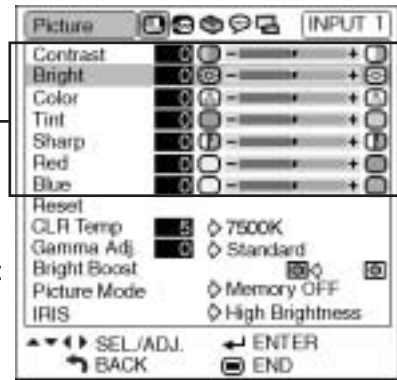 Picture INPUT 1
Contrast 0 - +
Bright 0 - +
Color 0 - +
Tint 0 - +
Sharp 0 - +
Red 0 - +
Blue 0 - +
Reset
CLR Temp 5 7500K
Gamma Adj. 0 Standard
Bright Boost
Picture Mode Memory OFF
IRIS High Brightness
SEL./ADJ. ENTER
BACK END